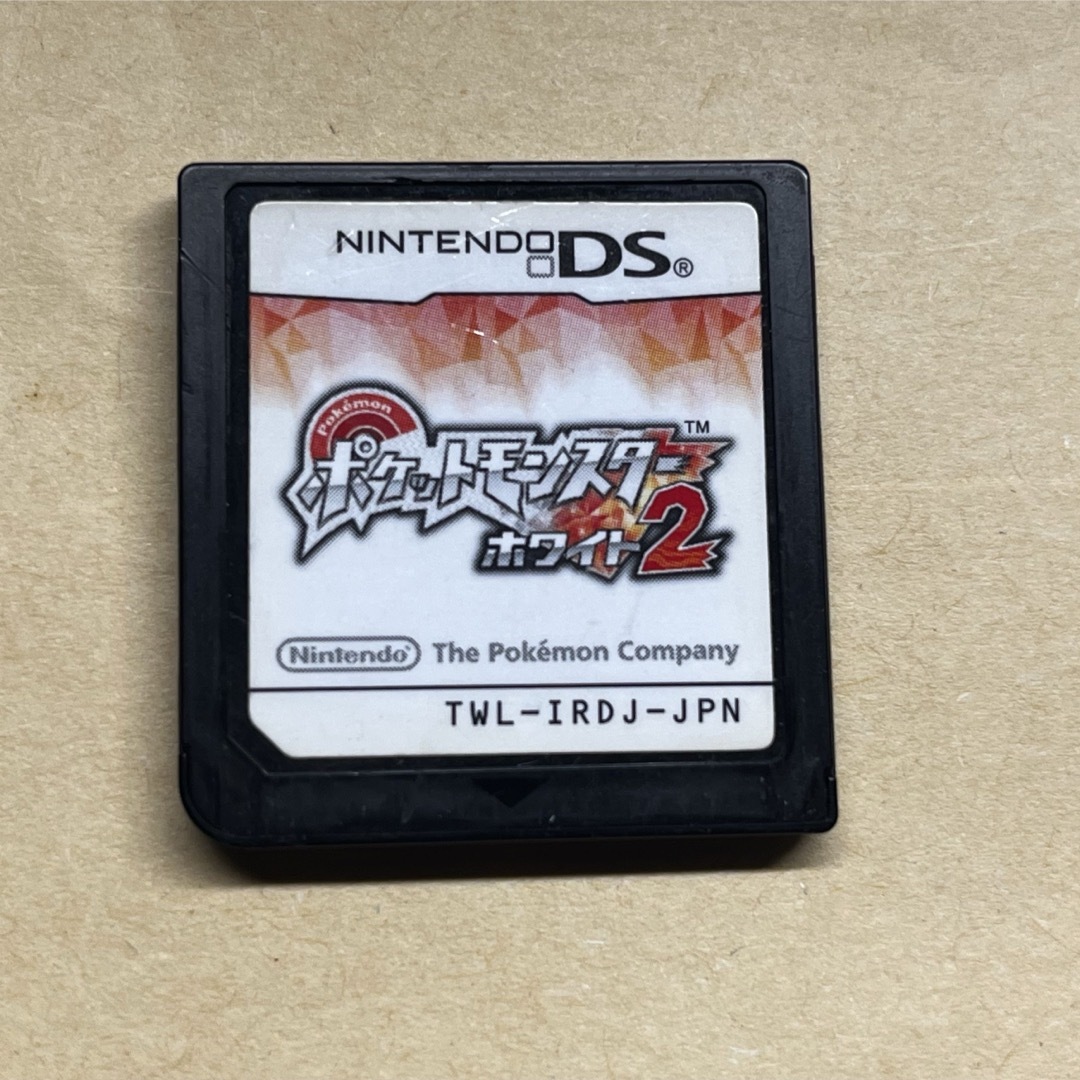 NINTENDO DS®
Pokémon
ポケットモンスター™
ホワイト2
Nintendo® The Pokémon Company
TWL-IRDJ-JPN